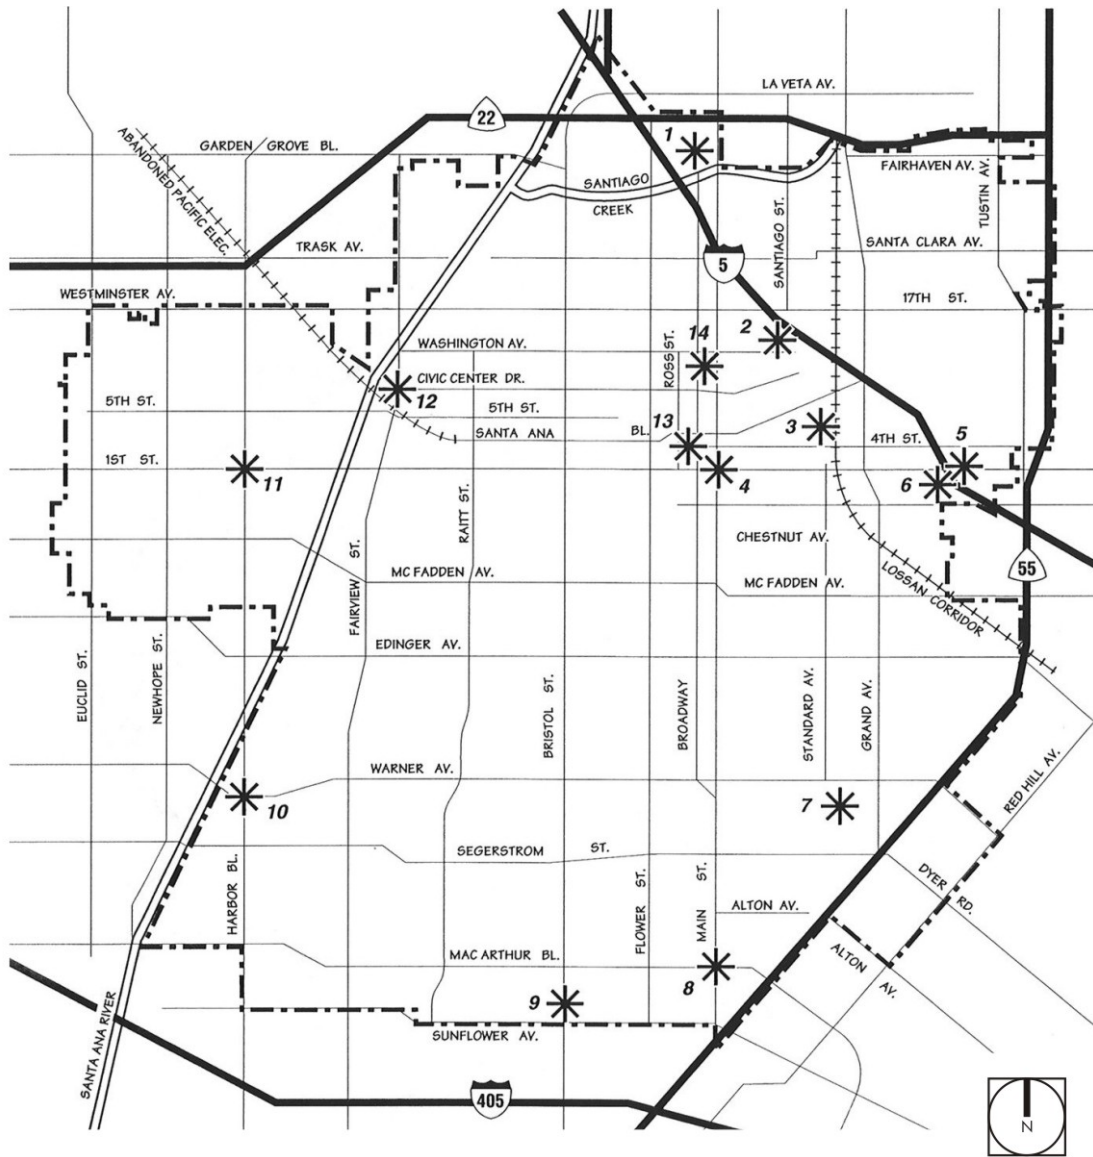 LA VETA AV.
22
1
GARDEN GROVE BL.
ABANDONED PACIFIC ELEC.
FAIRHAVEN AV.
TUSTIN AV.
SANTIAGO
CREEK
SANTIAGO ST.
TRASK AV.
SANTA CLARA AV.
5
WESTMINSTER AV.
17TH ST.
2
WASHINGTON AV.
ROSS ST.
14
CIVIC CENTER DR.
12
5TH ST.
5TH ST.
SANTA ANA BL.
13
3
4TH ST.
5
1ST ST.
11
4
6
RAITT ST.
CHESTNUT AV.
FAIRVIEW ST.
MC FADDEN AV.
MC FADDEN AV.
LOSSAN CORRIDOR
55
EDINGER AV.
EUCLID ST.
NEWHOPE ST.
BRISTOL ST.
BROADWAY
STANDARD AV.
GRAND AV.
WARNER AV.
RED HILL AV.
10
7
SEGERSTROM ST.
HARBOR BL.
FLOWER ST.
MAIN ST.
ALTON AV.
DYER RD.
MAC ARTHUR BL.
8
ALTON AV.
9
SUNFLOWER AV.
SANTA ANA RIVER
405
N